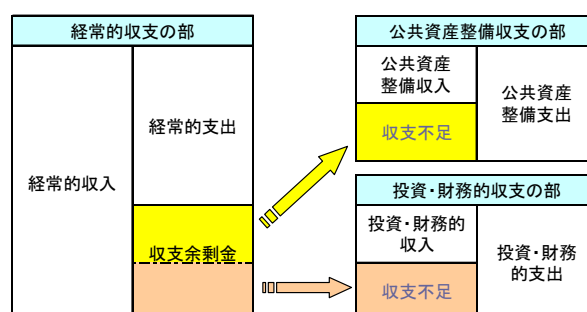 経常的収支の部
経常的収入
経常的支出
収支余剰金
公共資産整備収支の部
公共資産
整備収入
収支不足
公共資産
整備支出
投資・財務的収支の部
投資・財務的
収入
収支不足
投資・財務
的支出